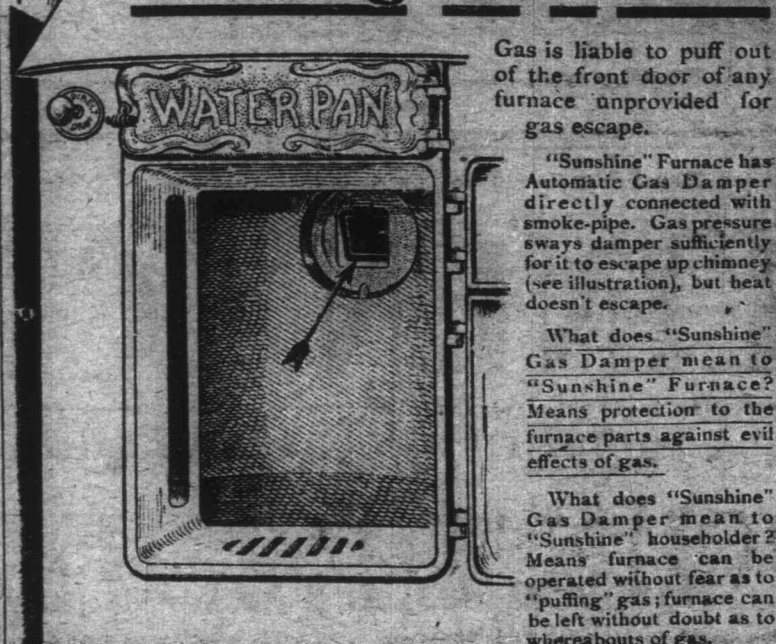 WATER PAN
Gas is liable to puff out
of the front door of any
furnace unprovided for
gas escape.
"Sunshine" Furnace has
Automatic Gas Damper
directly connected with
smoke-pipe. Gas pressure
sways damper sufficiently
for it to escape up chimney
(see illustration), but heat
doesn't escape.
What does "Sunshine"
Gas Damper mean to
"Sunshine" Furnace?
Means protection to the
furnace parts against evil
effects of gas.
What does "Sunshine"
Gas Damper mean to
"Sunshine" householder?
Means furnace can be
operated without fear as to
"puffing" gas; furnace can
be left without doubt as to
whereabouts of gas.